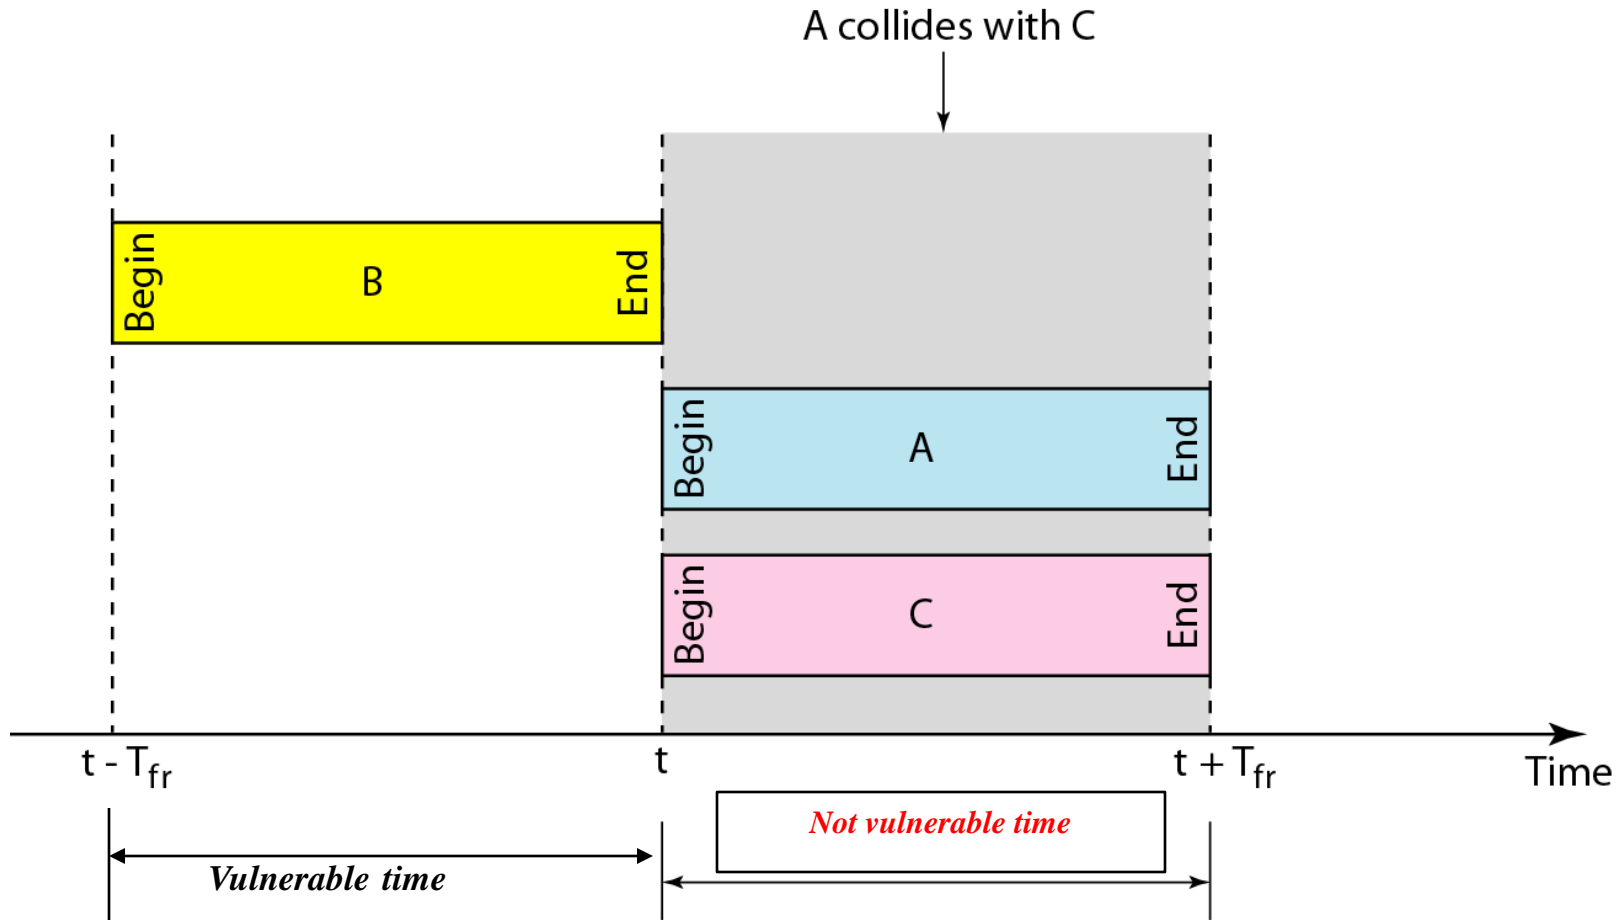 A collides with C
Begin
B
End
Begin
A
End
Begin
C
End
t - Tfr
t
t + Tfr
Time
Not vulnerable time
Vulnerable time